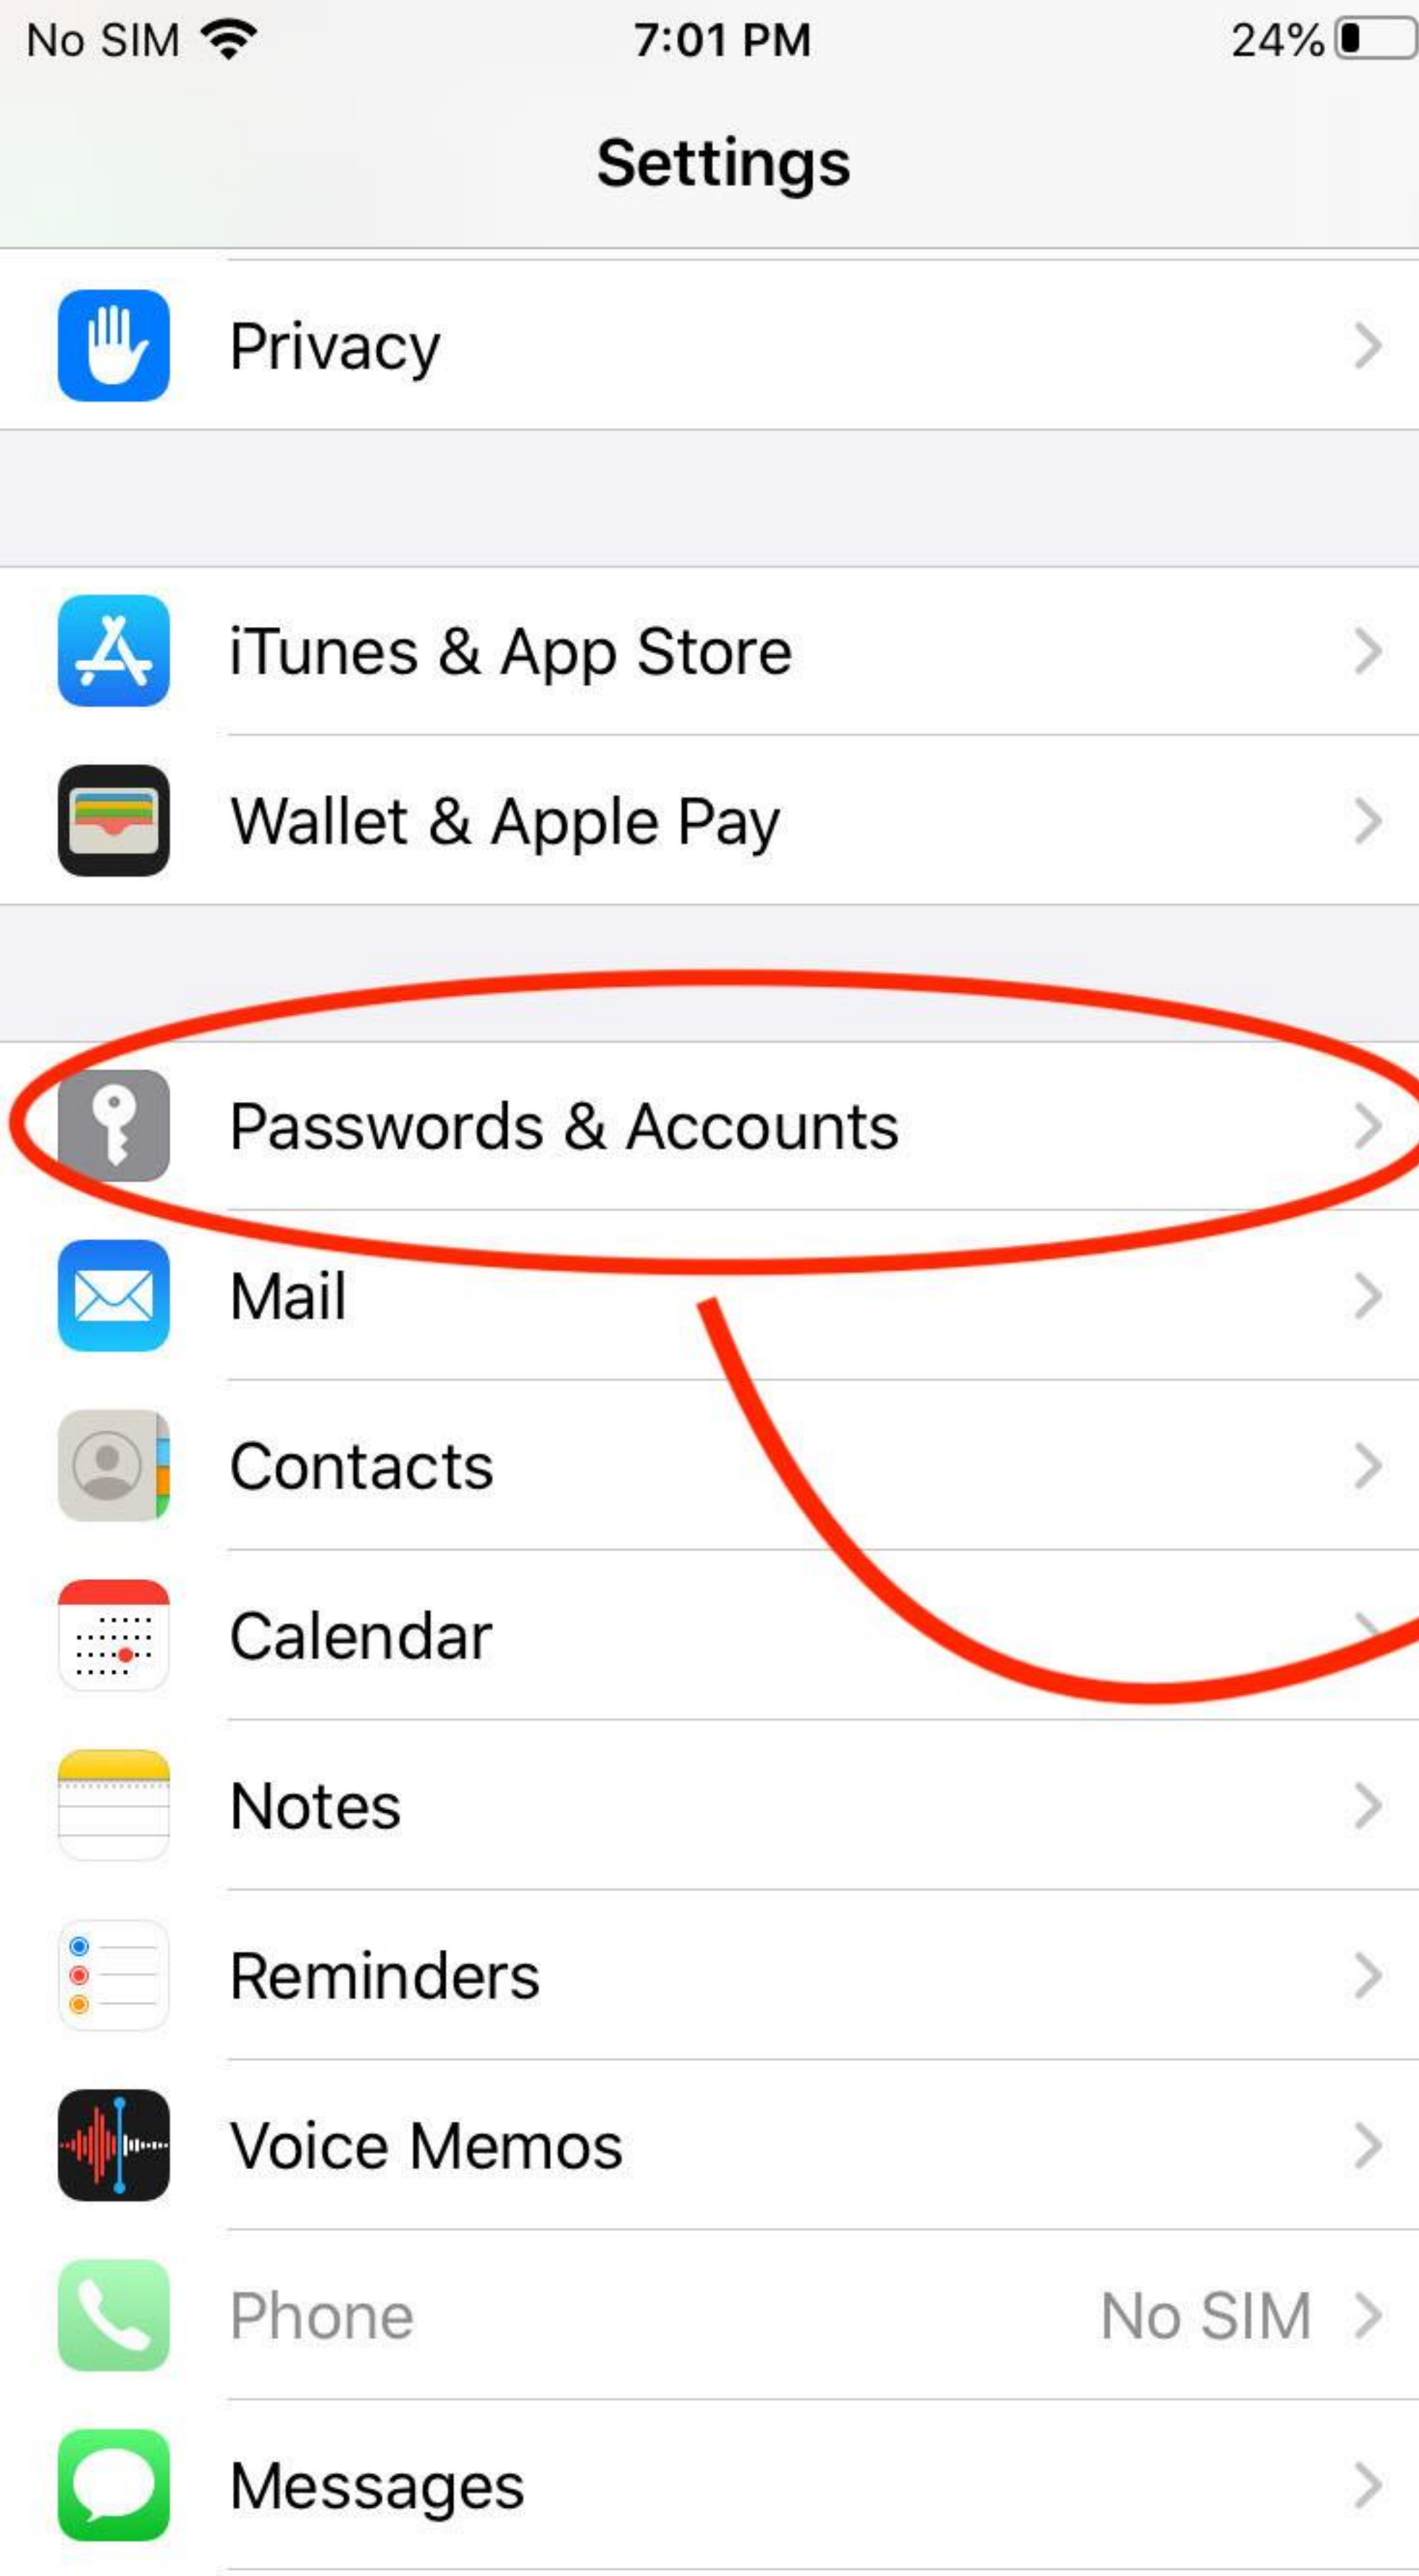 No SIM 7:01 PM 24%
Settings
Privacy
iTunes & App Store
Wallet & Apple Pay
Passwords & Accounts
Mail
Contacts
Calendar
Notes
Reminders
Voice Memos
Phone No SIM
Messages